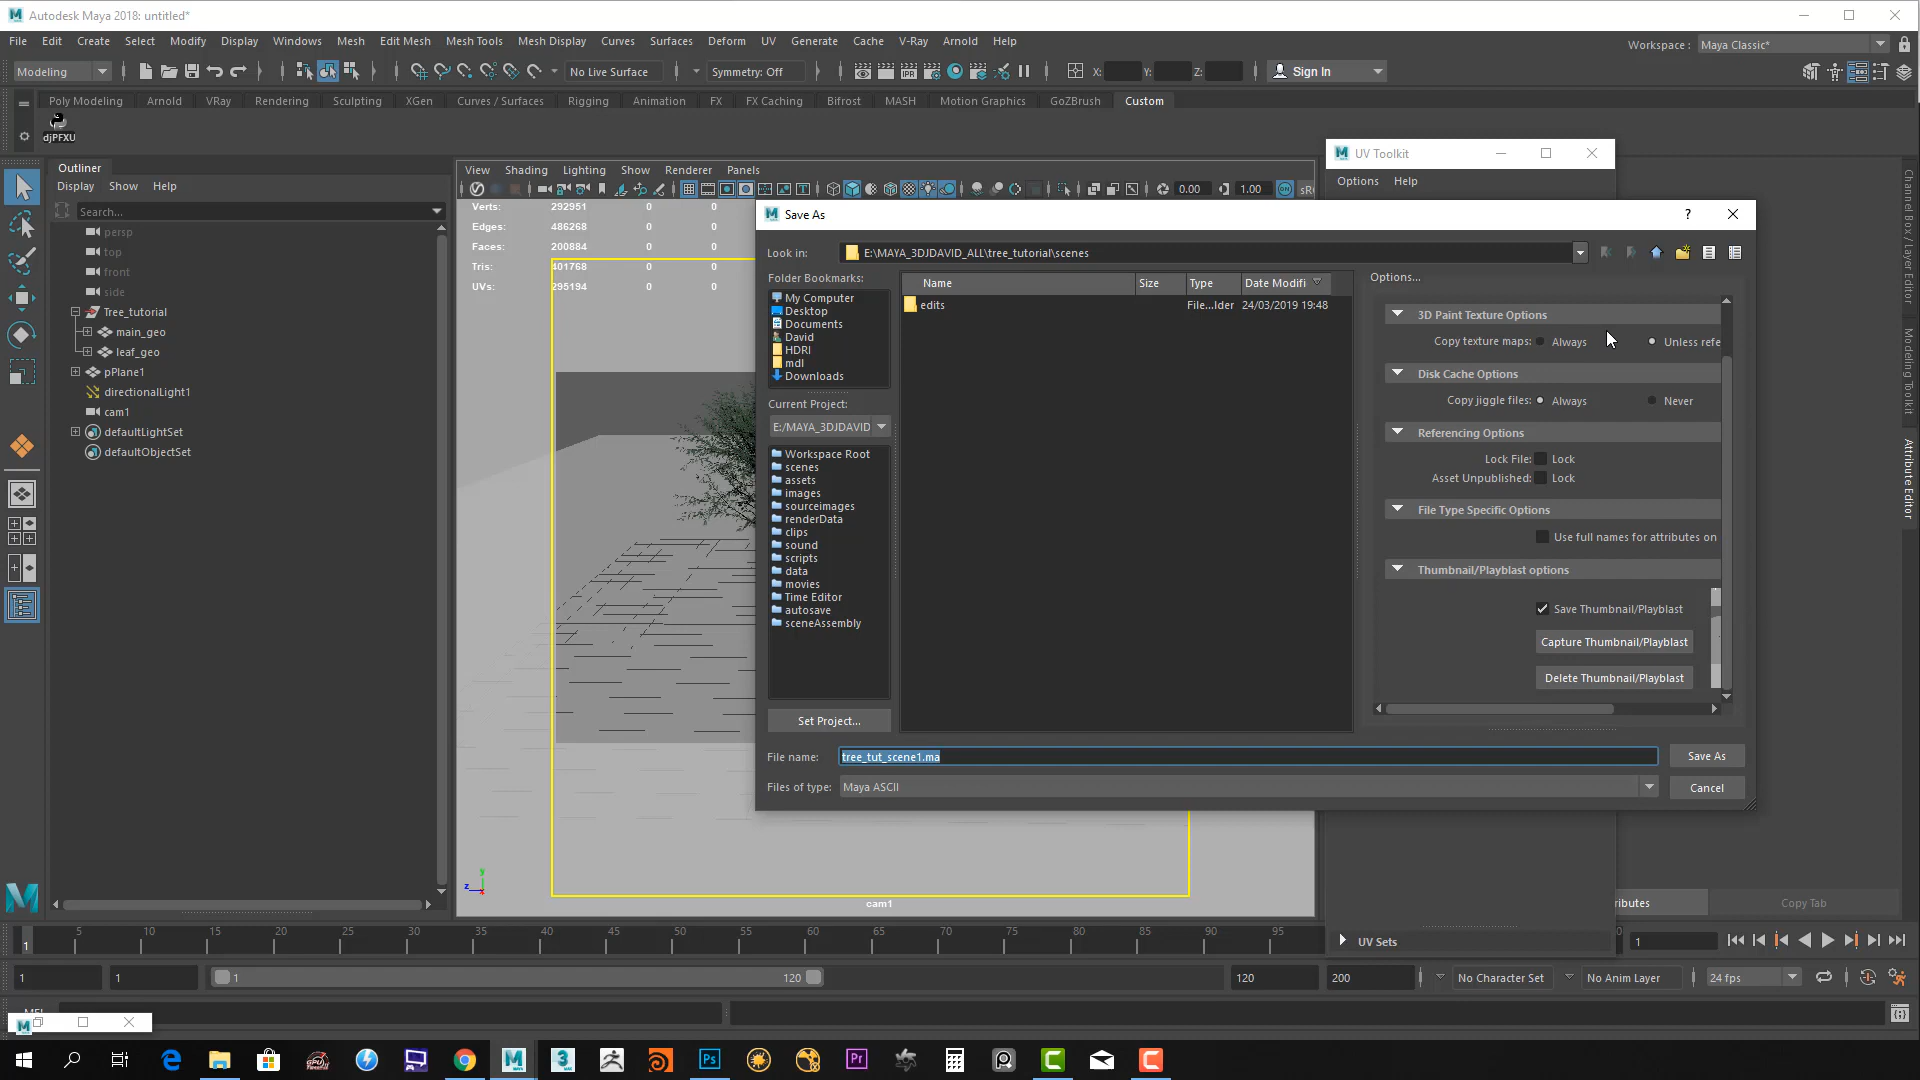 Autodesk Maya 2018: untitled*
File Edit Create Select Modify Display Windows Mesh Edit Mesh Mesh Tools Mesh Display Curves Surfaces Deform UV Generate Cache V-Ray Arnold Help
Workspace : Maya Classic*
Modeling No Live Surface Symmetry: Off X: Y: Z: Sign In
Poly Modeling Arnold VRay Rendering Sculpting XGen Curves / Surfaces Rigging Animation FX FX Caching Bifrost MASH Motion Graphics GoZBrush Custom
djPFXU
Outliner
Display Show Help
Search...
persp
top
front
side
Tree_tutorial
main_geo
leaf_geo
pPlane1
directionalLight1
cam1
defaultLightSet
defaultObjectSet
View Shading Lighting Show Renderer Panels
0.00 1.00
Verts: 292951 0 0
Edges: 486268 0 0
Faces: 200884 0 0
Tris: 401768 0 0
UVs: 295194 0 0
cam1
UV Toolkit
Options Help
Save As
Look in: E:\MAYA_3DJDAVID_ALL\tree_tutorial\scenes
Folder Bookmarks:
My Computer
Desktop
Documents
David
HDRI
mdl
Downloads
Current Project:
E:/MAYA_3DJDAVID
Workspace Root
scenes
assets
images
sourceimages
renderData
clips
sound
scripts
data
movies
Time Editor
autosave
sceneAssembly
Set Project...
Name Size Type Date Modifi
edits File...lder 24/03/2019 19:48
Options...
3D Paint Texture Options
Copy texture maps: Always Unless refe
Disk Cache Options
Copy jiggle files: Always Never
Referencing Options
Lock File: Lock
Asset Unpublished: Lock
File Type Specific Options
Use full names for attributes on
Thumbnail/Playblast options
Save Thumbnail/Playblast
Capture Thumbnail/Playblast
Delete Thumbnail/Playblast
File name: tree_tut_scene1.ma Save As
Files of type: Maya ASCII Cancel
Channel Box / Layer Editor
Modeling Toolkit
Attribute Editor
ributes Copy Tab
UV Sets
5 10 15 20 25 30 35 40 45 50 55 60 65 70 75 80 85 90 95
1 1
1 1 1 120 120 200 No Character Set No Anim Layer 24 fps